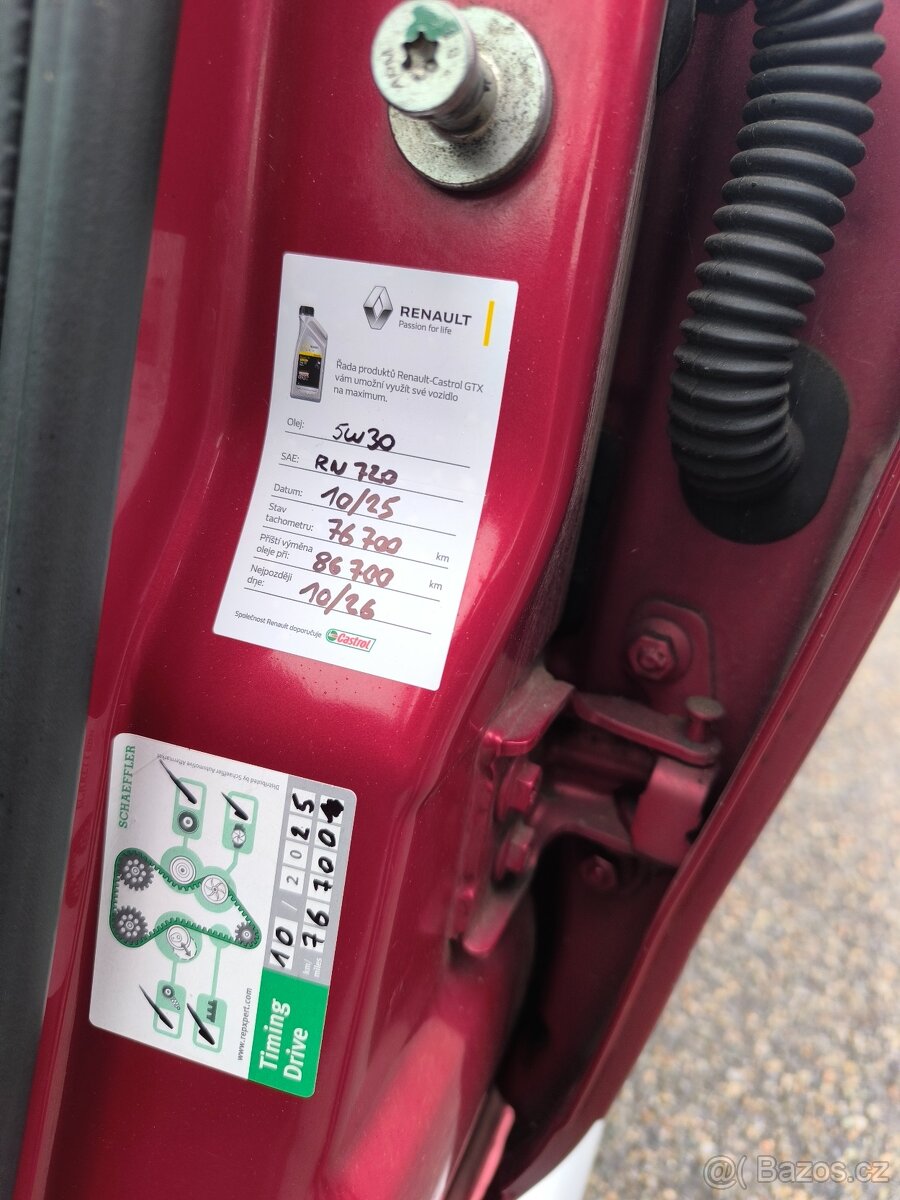 RENAULT
Passion for life
Řada produktů Renault-Castrol GTX
vám umožní využít své vozidlo
na maximum.
Olej: 5W30
SAE: RN 720
Datum: 10/25
Stav
tachometru: 76 700 km
Příští výměna
oleje při: 86 700 km
Nejpozději
dne: 10/26
Společnost Renault doporučuje Castrol
SCHAEFFLER
Distributed by Schaeffler Automotive Aftermarket
10/2025
km/
miles 76700
www.repxpert.com
Timing
Drive
@ Bazos.cz